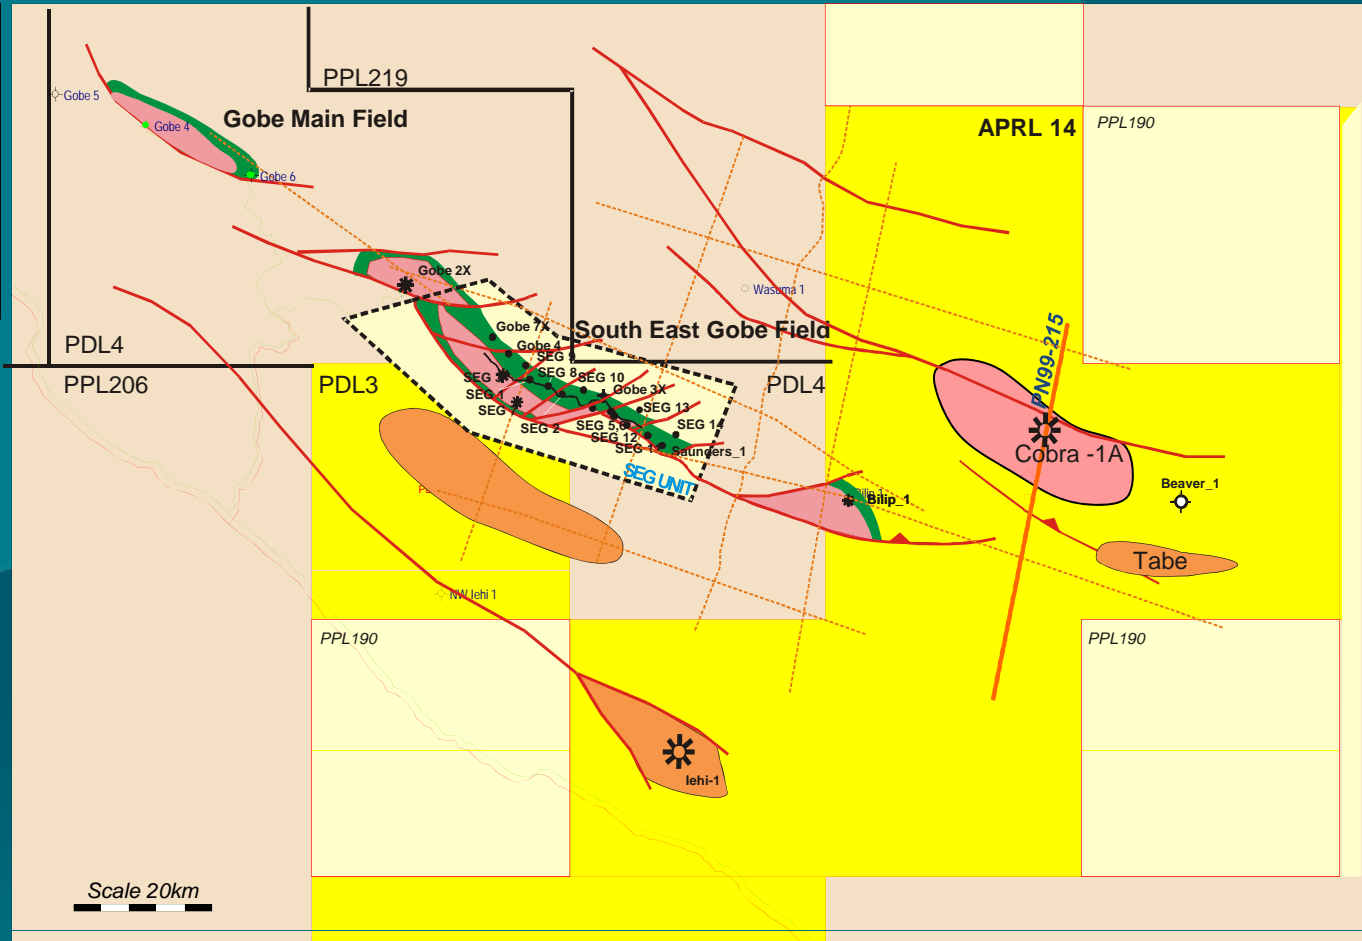 PPL219
Gobe 5
Gobe Main Field
Gobe 4
APRL 14
PPL190
Gobe 6
Gobe 2X
Wasuma 1
PN99-215
Gobe 7X
South East Gobe Field
PDL4
Gobe 4
SEG 9
PPL206
PDL3
SEG 8
SEG 10
PDL4
SEG
Gobe 3X
SEG 1
SEG
SEG 13
SEG 2
SEG 5,6
SEG 14
SEG 12
SEG 11
Saunders_1
Cobra -1A
SEG UNIT
Beaver_1
Bilip_1
Tabe
NW Iehi 1
PPL190
PPL190
Iehi-1
Scale 20km